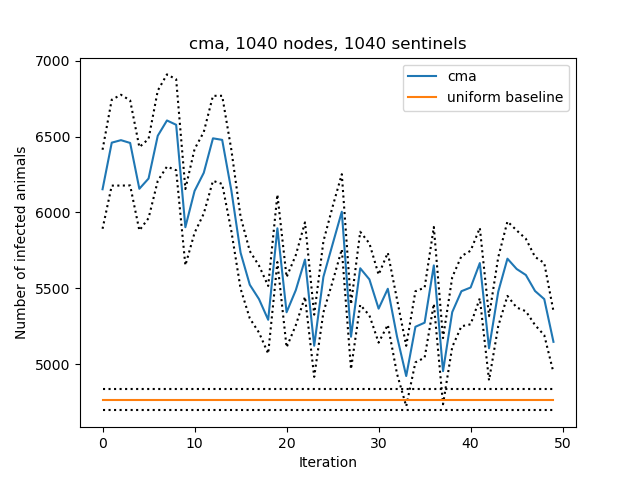 cma, 1040 nodes, 1040 sentinels
cma
uniform baseline
Number of infected animals
7000
6500
6000
5500
5000
0 10 20 30 40 50
Iteration